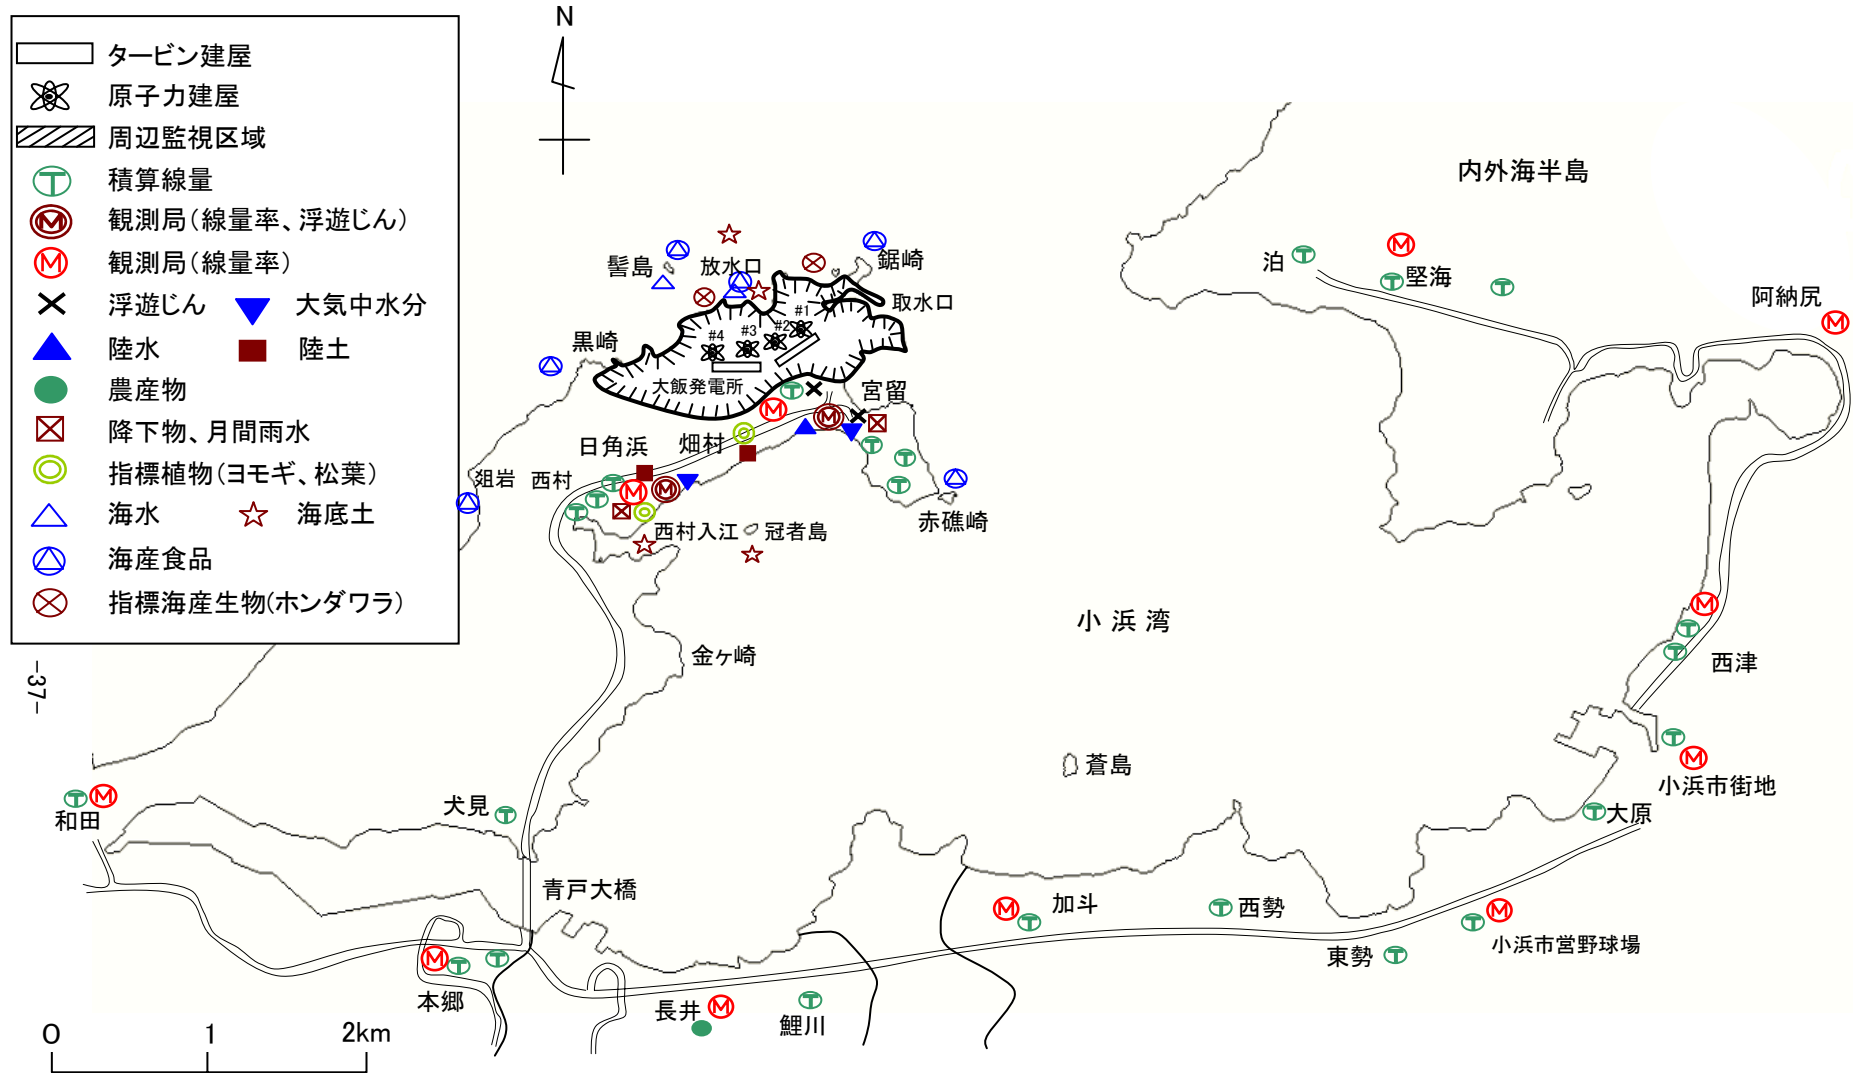 N
タービン建屋
原子力建屋
周辺監視区域
積算線量
観測局(線量率、浮遊じん)
観測局(線量率)
浮遊じん 大気中水分
陸水 陸土
農産物
降下物、月間雨水
指標植物(ヨモギ、松葉)
海水 海底土
海産食品
指標海産生物(ホンダワラ)
-37-
内外海半島
泊
堅海
阿納尻
髻島
放水口
鋸崎
取水口
#1
#2
#3
#4
黒崎
大飯発電所
宮留
日角浜
畑村
爼岩
西村
赤礁崎
西村入江
冠者島
小浜湾
金ヶ崎
西津
蒼島
小浜市街地
大原
和田
犬見
青戸大橋
加斗
西勢
小浜市営野球場
東勢
本郷
長井
鯉川
0 1 2km